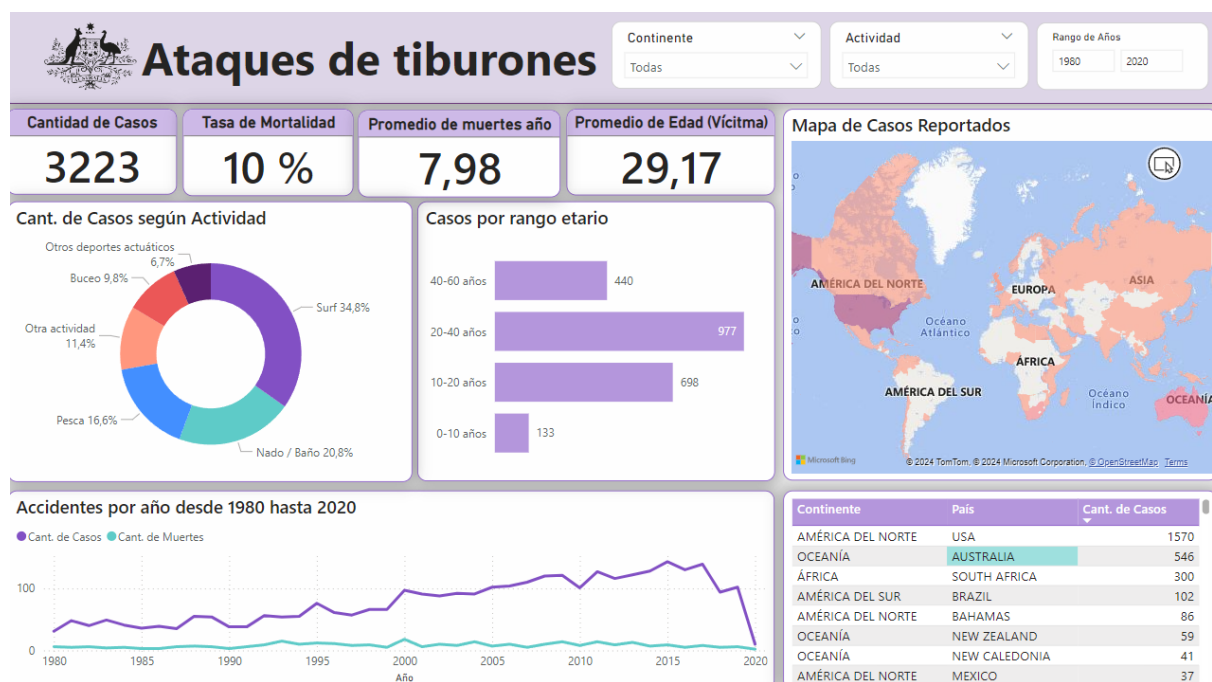 Ataques de tiburones
Continente
Todas
Actividad
Todas
Rango de Años
1980 2020
Cantidad de Casos
3223
Tasa de Mortalidad
10 %
Promedio de muertes año
7,98
Promedio de Edad (Vícitma)
29,17
Cant. de Casos según Actividad
Otros deportes actuáticos
6,7%
Buceo 9,8%
Surf 34,8%
Otra actividad
11,4%
Pesca 16,6%
Nado / Baño 20,8%
Casos por rango etario
40-60 años 440
20-40 años 977
10-20 años 698
0-10 años 133
Mapa de Casos Reportados
AMÉRICA DEL NORTE
EUROPA
ASIA
Océano
Atlántico
ÁFRICA
AMÉRICA DEL SUR
Océano
Índico
OCEANÍA
Microsoft Bing
© 2024 TomTom, © 2024 Microsoft Corporation, © OpenStreetMap Terms
Accidentes por año desde 1980 hasta 2020
Cant. de Casos Cant. de Muertes
100
0
1980 1985 1990 1995 2000 2005 2010 2015 2020
Año
Continente País Cant. de Casos
AMÉRICA DEL NORTE USA 1570
OCEANÍA AUSTRALIA 546
ÁFRICA SOUTH AFRICA 300
AMÉRICA DEL SUR BRAZIL 102
AMÉRICA DEL NORTE BAHAMAS 86
OCEANÍA NEW ZEALAND 59
OCEANÍA NEW CALEDONIA 41
AMÉRICA DEL NORTE MEXICO 37